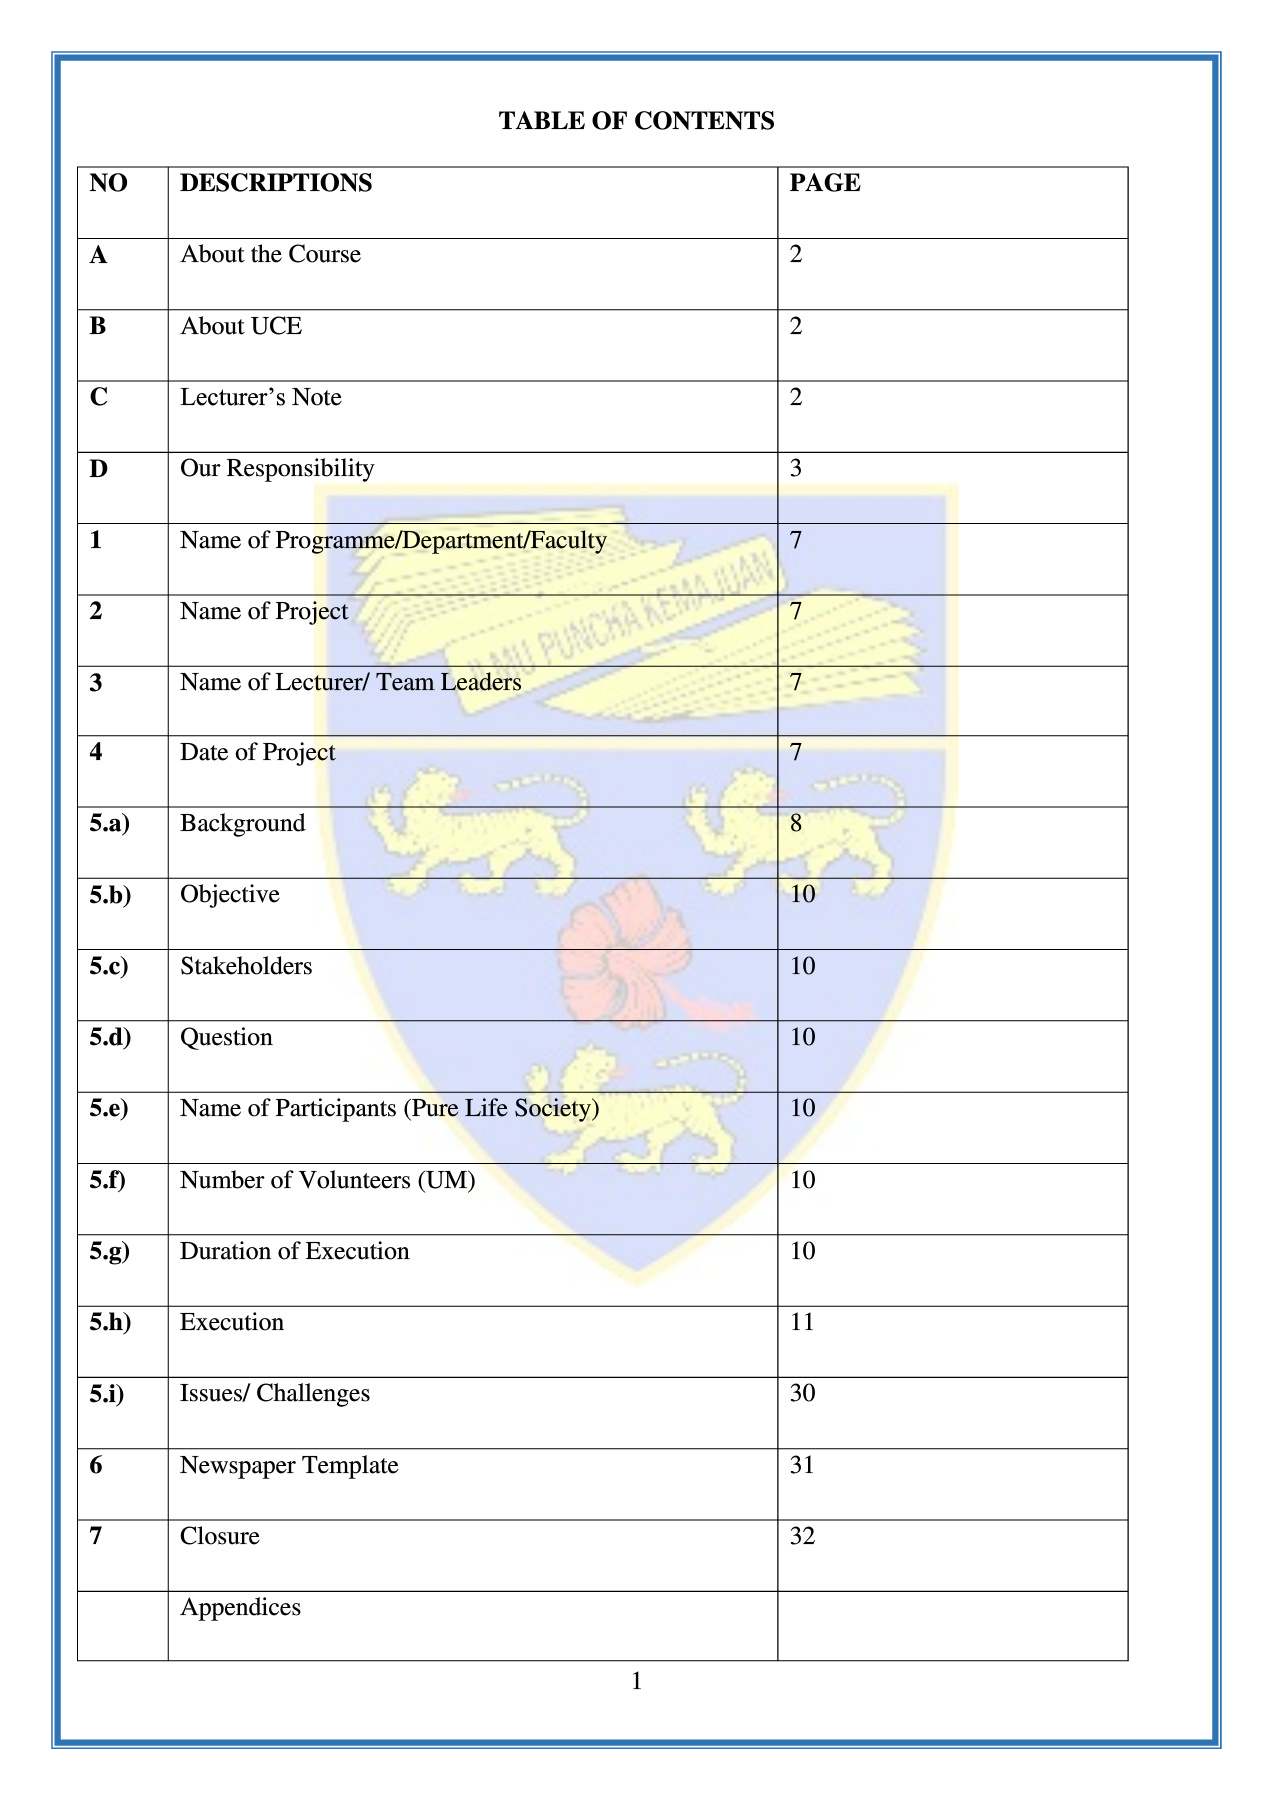 TABLE OF CONTENTS
NO DESCRIPTIONS PAGE
A About the Course 2
B About UCE 2
C Lecturer’s Note 2
D Our Responsibility 3
1 Name of Programme/Department/Faculty 7
2 Name of Project 7
3 Name of Lecturer/ Team Leaders 7
4 Date of Project 7
5.a) Background 8
5.b) Objective 10
5.c) Stakeholders 10
5.d) Question 10
5.e) Name of Participants (Pure Life Society) 10
5.f) Number of Volunteers (UM) 10
5.g) Duration of Execution 10
5.h) Execution 11
5.i) Issues/ Challenges 30
6 Newspaper Template 31
7 Closure 32
Appendices
ILMU PUNCHA KEMAJUAN
1